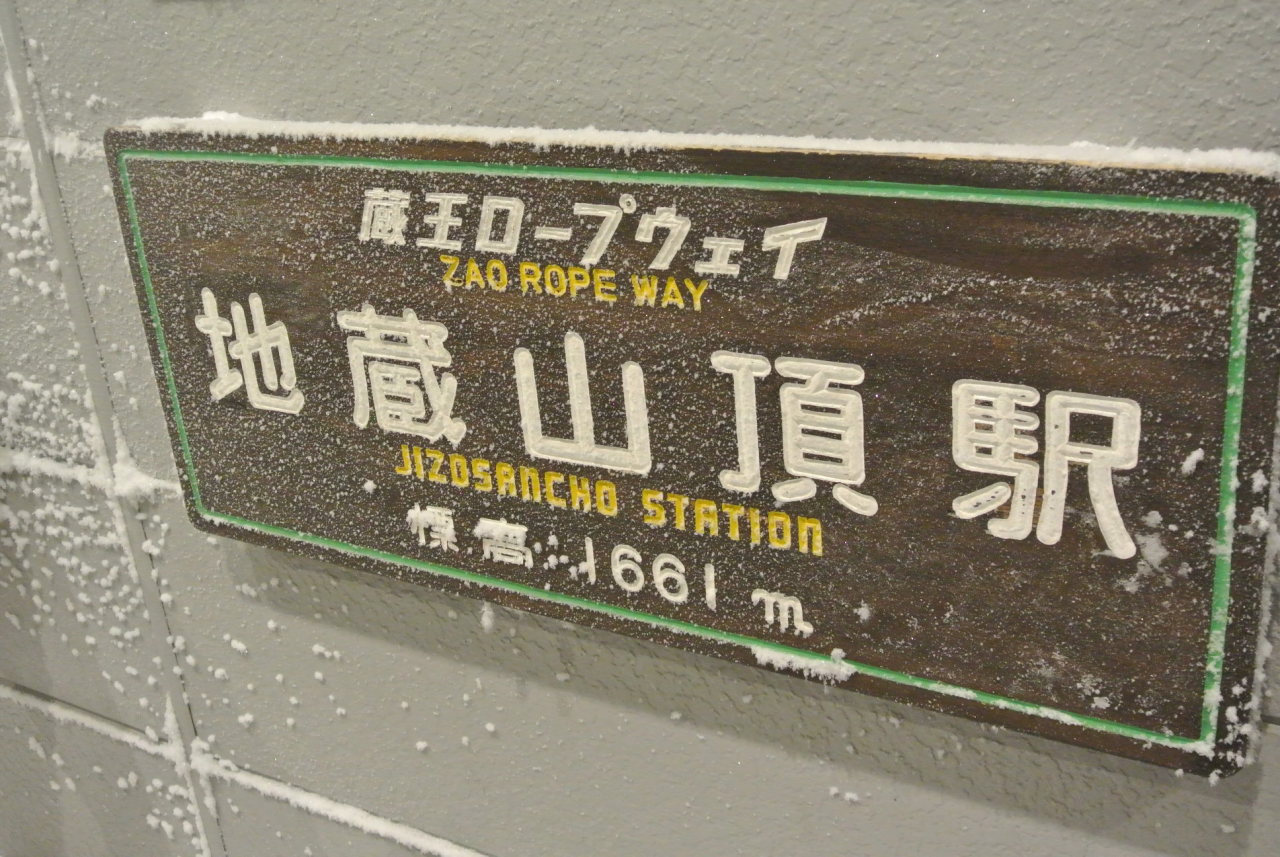 蔵王ロープウェイ
ZAO ROPE WAY
地蔵山頂駅
JIZOSANCHO STATION
標高 1661m